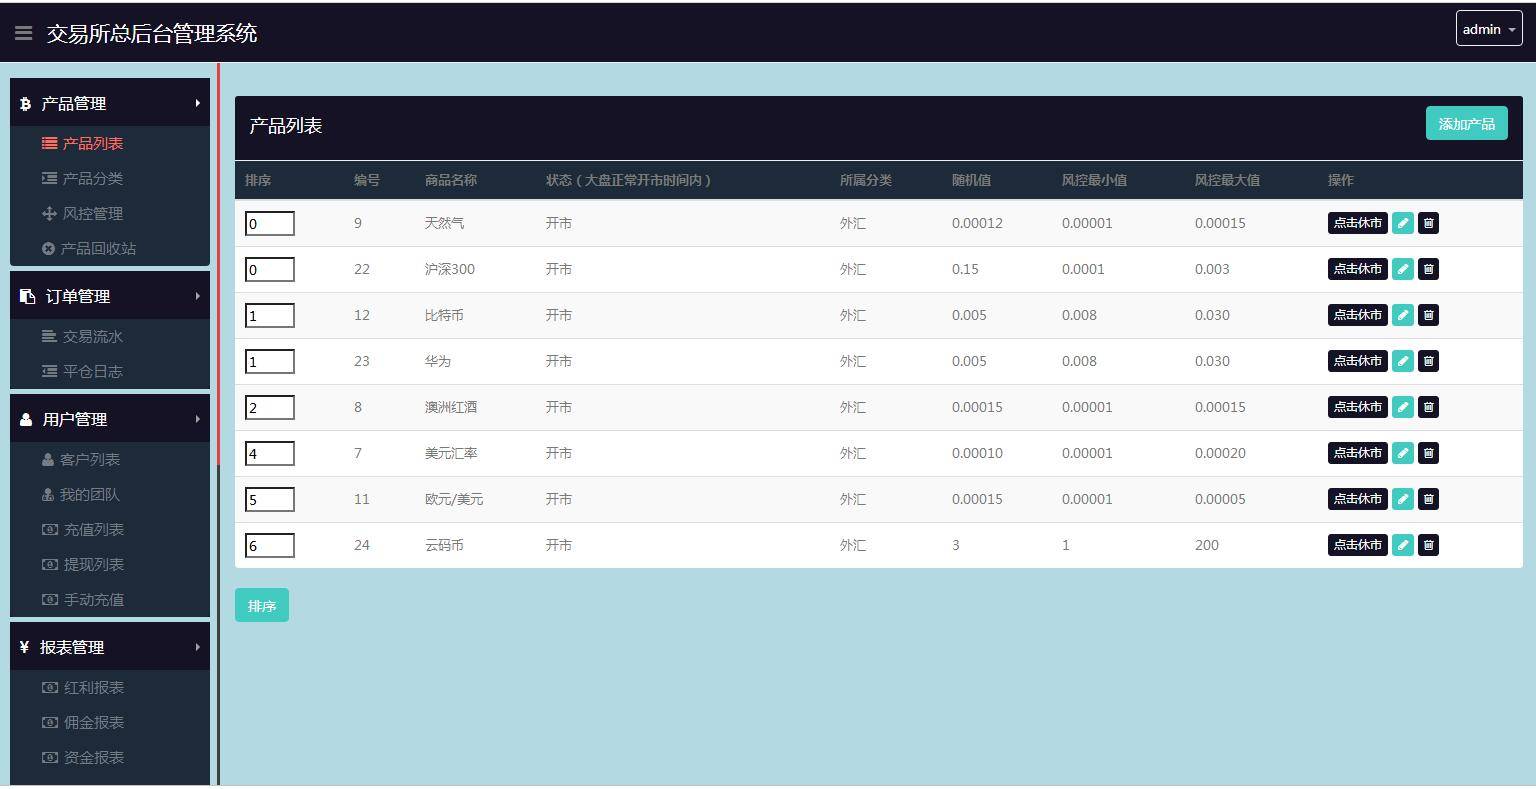 交易所总后台管理系统
admin
产品管理
产品列表
产品分类
风控管理
产品回收站
订单管理
交易流水
平仓日志
用户管理
客户列表
我的团队
充值列表
提现列表
手动充值
报表管理
红利报表
佣金报表
资金报表
产品列表
添加产品
排序 编号 商品名称 状态（大盘正常开市时间内） 所属分类 随机值 风控最小值 风控最大值 操作
0 9 天然气 开市 外汇 0.00012 0.00001 0.00015 点击休市
0 22 沪深300 开市 外汇 0.15 0.0001 0.003 点击休市
1 12 比特币 开市 外汇 0.005 0.008 0.030 点击休市
1 23 华为 开市 外汇 0.005 0.008 0.030 点击休市
2 8 澳洲红酒 开市 外汇 0.00015 0.00001 0.00015 点击休市
4 7 美元汇率 开市 外汇 0.00010 0.00001 0.00020 点击休市
5 11 欧元/美元 开市 外汇 0.00015 0.00001 0.00005 点击休市
6 24 云码币 开市 外汇 3 1 200 点击休市
排序